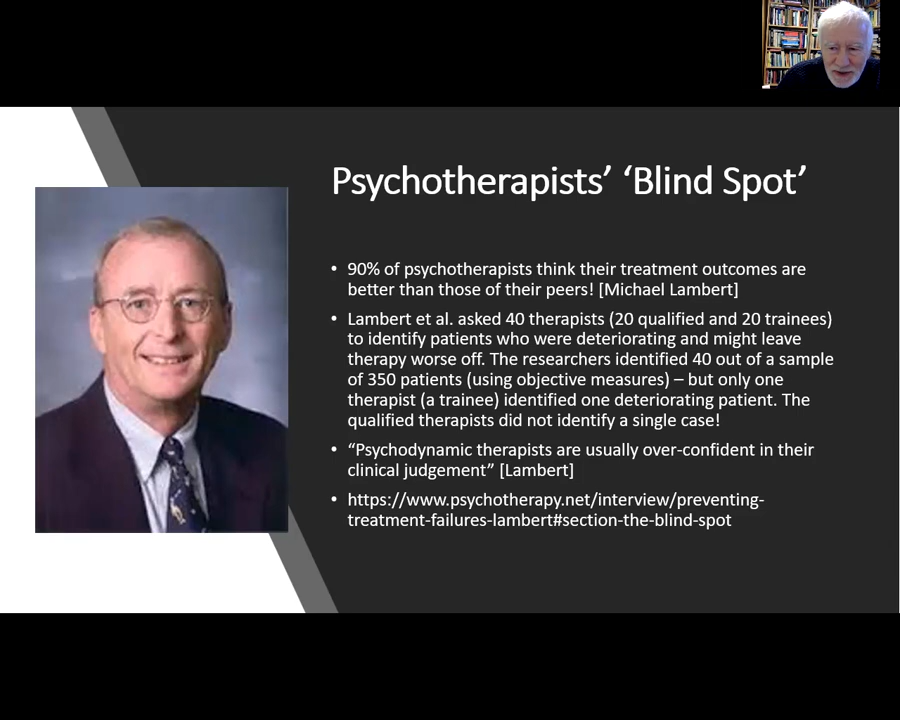 Psychotherapists’ ‘Blind Spot’
• 90% of psychotherapists think their treatment outcomes are
better than those of their peers! [Michael Lambert]
• Lambert et al. asked 40 therapists (20 qualified and 20 trainees)
to identify patients who were deteriorating and might leave
therapy worse off. The researchers identified 40 out of a sample
of 350 patients (using objective measures) – but only one
therapist (a trainee) identified one deteriorating patient. The
qualified therapists did not identify a single case!
• “Psychodynamic therapists are usually over-confident in their
clinical judgement” [Lambert]
• https://www.psychotherapy.net/interview/preventing-
treatment-failures-lambert#section-the-blind-spot